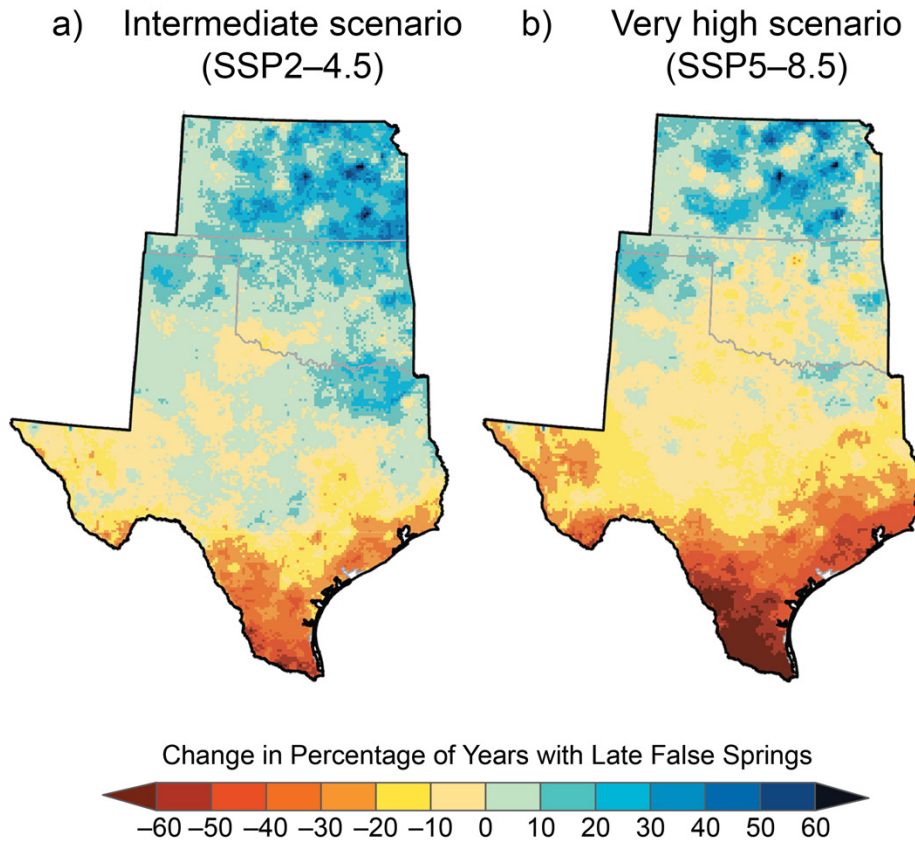 a) Intermediate scenario
(SSP2–4.5)
b) Very high scenario
(SSP5–8.5)
Change in Percentage of Years with Late False Springs
–60 –50 –40 –30 –20 –10 0 10 20 30 40 50 60